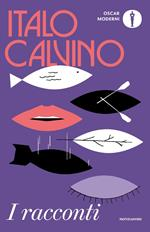 ITALO
CALVINO
OSCAR
MODERNI
I racconti
MONDADORI